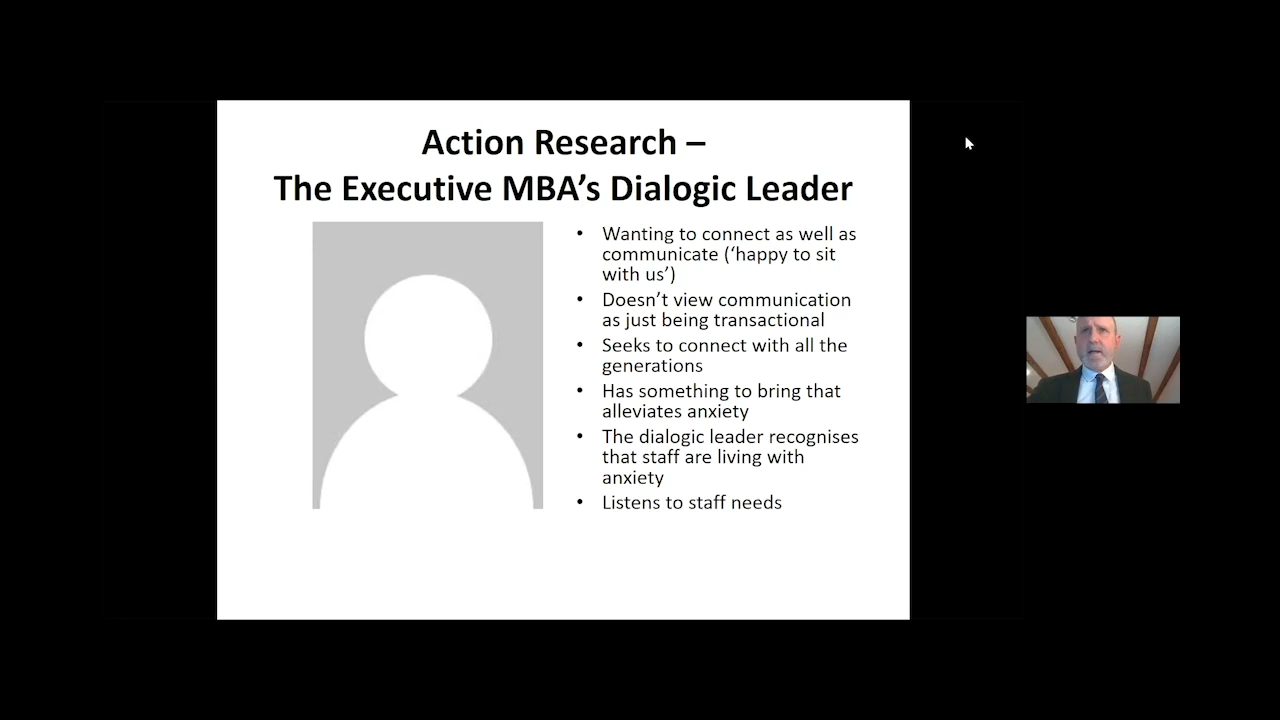 Action Research –
The Executive MBA’s Dialogic Leader
• Wanting to connect as well as
communicate (‘happy to sit
with us’)
• Doesn’t view communication
as just being transactional
• Seeks to connect with all the
generations
• Has something to bring that
alleviates anxiety
• The dialogic leader recognises
that staff are living with
anxiety
• Listens to staff needs